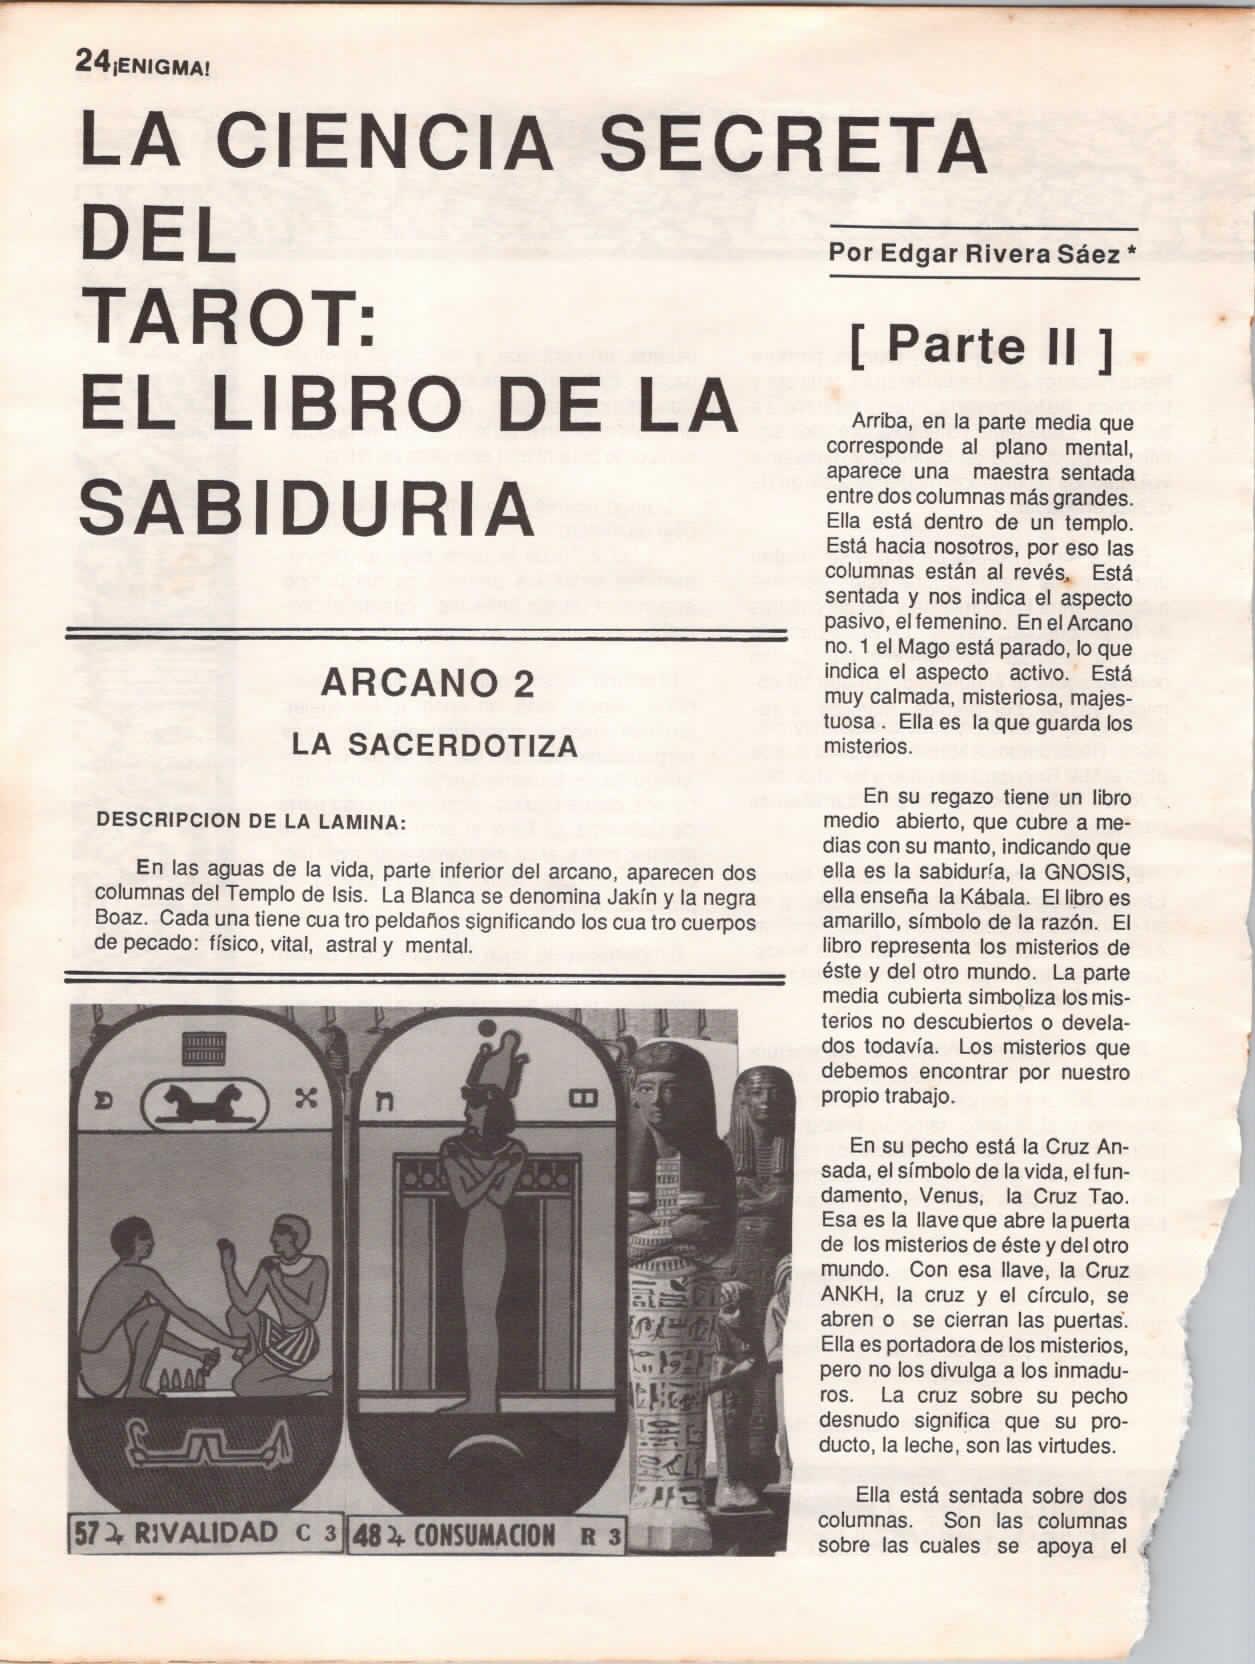 24¡ENIGMA!
LA CIENCIA SECRETA
DEL
TAROT:
EL LIBRO DE LA
SABIDURIA
Por Edgar Rivera Sáez *
[ Parte II ]
ARCANO 2
LA SACERDOTIZA
DESCRIPCION DE LA LAMINA:
En las aguas de la vida, parte inferior del arcano, aparecen dos
columnas del Templo de Isis. La Blanca se denomina Jakín y la negra
Boaz. Cada una tiene cua tro peldaños significando los cua tro cuerpos
de pecado: físico, vital, astral y mental.
Arriba, en la parte media que
corresponde al plano mental,
aparece una maestra sentada
entre dos columnas más grandes.
Ella está dentro de un templo.
Está hacia nosotros, por eso las
columnas están al revés. Está
sentada y nos indica el aspecto
pasivo, el femenino. En el Arcano
no. 1 el Mago está parado, lo que
indica el aspecto activo. Está
muy calmada, misteriosa, majes-
tuosa . Ella es la que guarda los
misterios.
En su regazo tiene un libro
medio abierto, que cubre a me-
dias con su manto, indicando que
ella es la sabiduría, la GNOSIS,
ella enseña la Kábala. El libro es
amarillo, símbolo de la razón. El
libro representa los misterios de
éste y del otro mundo. La parte
media cubierta simboliza los mis-
terios no descubiertos o devela-
dos todavía. Los misterios que
debemos encontrar por nuestro
propio trabajo.
En su pecho está la Cruz An-
sada, el símbolo de la vida, el fun-
damento, Venus, la Cruz Tao.
Esa es la llave que abre la puerta
de los misterios de éste y del otro
mundo. Con esa llave, la Cruz
ANKH, la cruz y el círculo, se
abren o se cierran las puertas.
Ella es portadora de los misterios,
pero no los divulga a los inmadu-
ros. La cruz sobre su pecho
desnudo significa que su pro-
ducto, la leche, son las virtudes.
Ella está sentada sobre dos
columnas. Son las columnas
sobre las cuales se apoya el
ח
57 ♃ RIVALIDAD C 3
48 ♃ CONSUMACION R 3